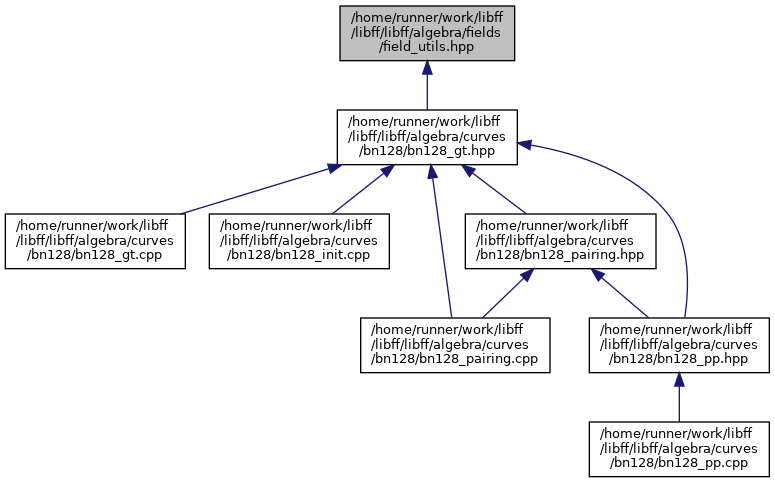 /home/runner/work/libff
/libff/libff/algebra/fields
/field_utils.hpp
/home/runner/work/libff
/libff/libff/algebra/curves
/bn128/bn128_gt.hpp
/home/runner/work/libff
/libff/libff/algebra/curves
/bn128/bn128_gt.cpp
/home/runner/work/libff
/libff/libff/algebra/curves
/bn128/bn128_init.cpp
/home/runner/work/libff
/libff/libff/algebra/curves
/bn128/bn128_pairing.hpp
/home/runner/work/libff
/libff/libff/algebra/curves
/bn128/bn128_pairing.cpp
/home/runner/work/libff
/libff/libff/algebra/curves
/bn128/bn128_pp.hpp
/home/runner/work/libff
/libff/libff/algebra/curves
/bn128/bn128_pp.cpp